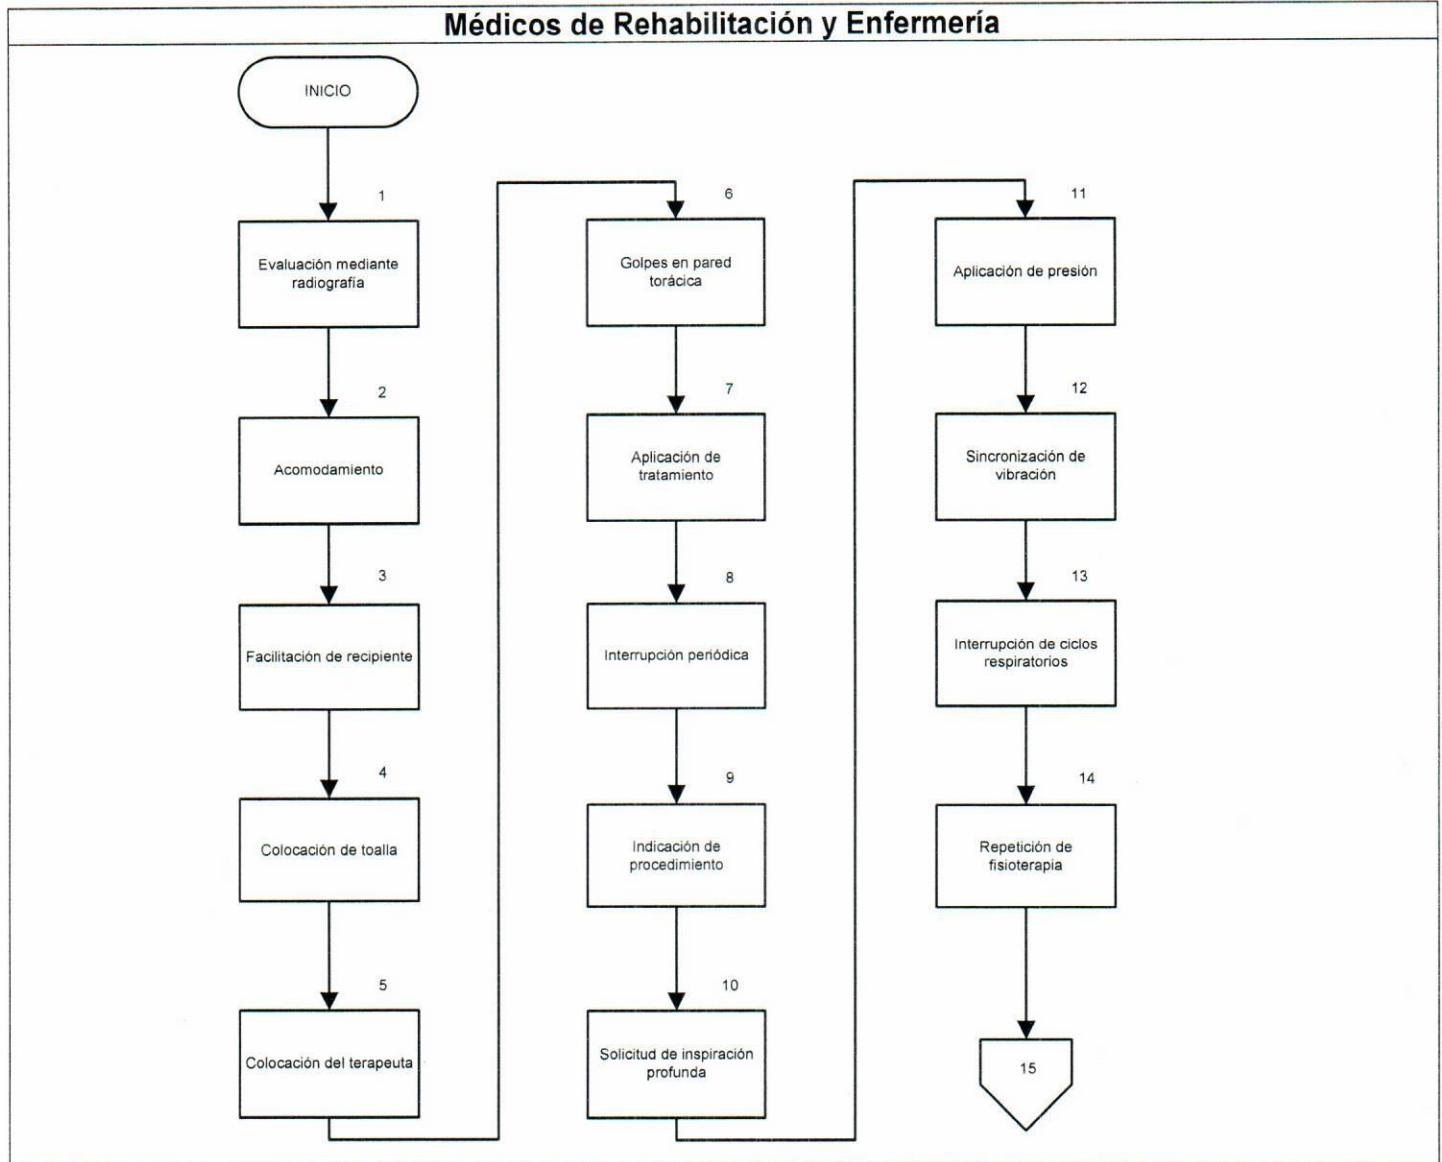 Médicos de Rehabilitación y Enfermería
INICIO
1
Evaluación mediante
radiografía
2
Acomodamiento
3
Facilitación de recipiente
4
Colocación de toalla
5
Colocación del terapeuta
6
Golpes en pared
torácica
7
Aplicación de
tratamiento
8
Interrupción periódica
9
Indicación de
procedimiento
10
Solicitud de inspiración
profunda
11
Aplicación de presión
12
Sincronización de
vibración
13
Interrupción de ciclos
respiratorios
14
Repetición de
fisioterapia
15